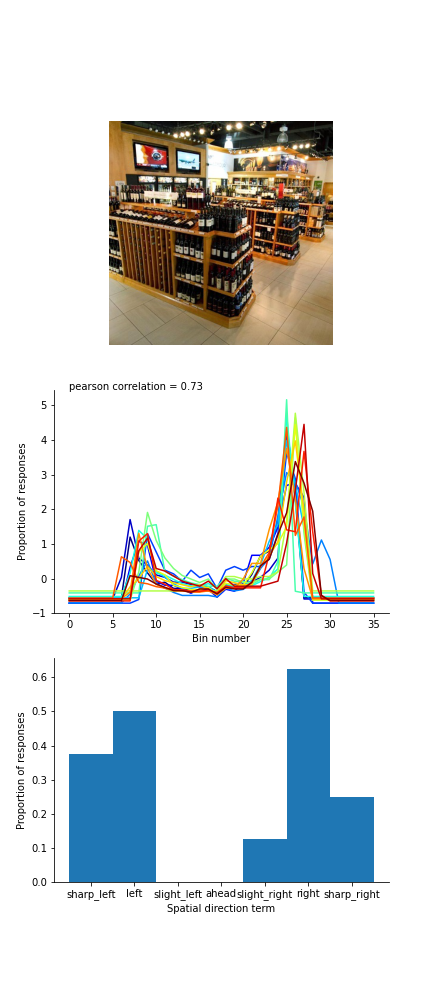 pearson correlation = 0.73
Proportion of responses
5
4
3
2
1
0
−1
0 5 10 15 20 25 30 35
Bin number
Proportion of responses
0.6
0.5
0.4
0.3
0.2
0.1
0.0
sharp_left left slight_left ahead slight_right right sharp_right
Spatial direction term